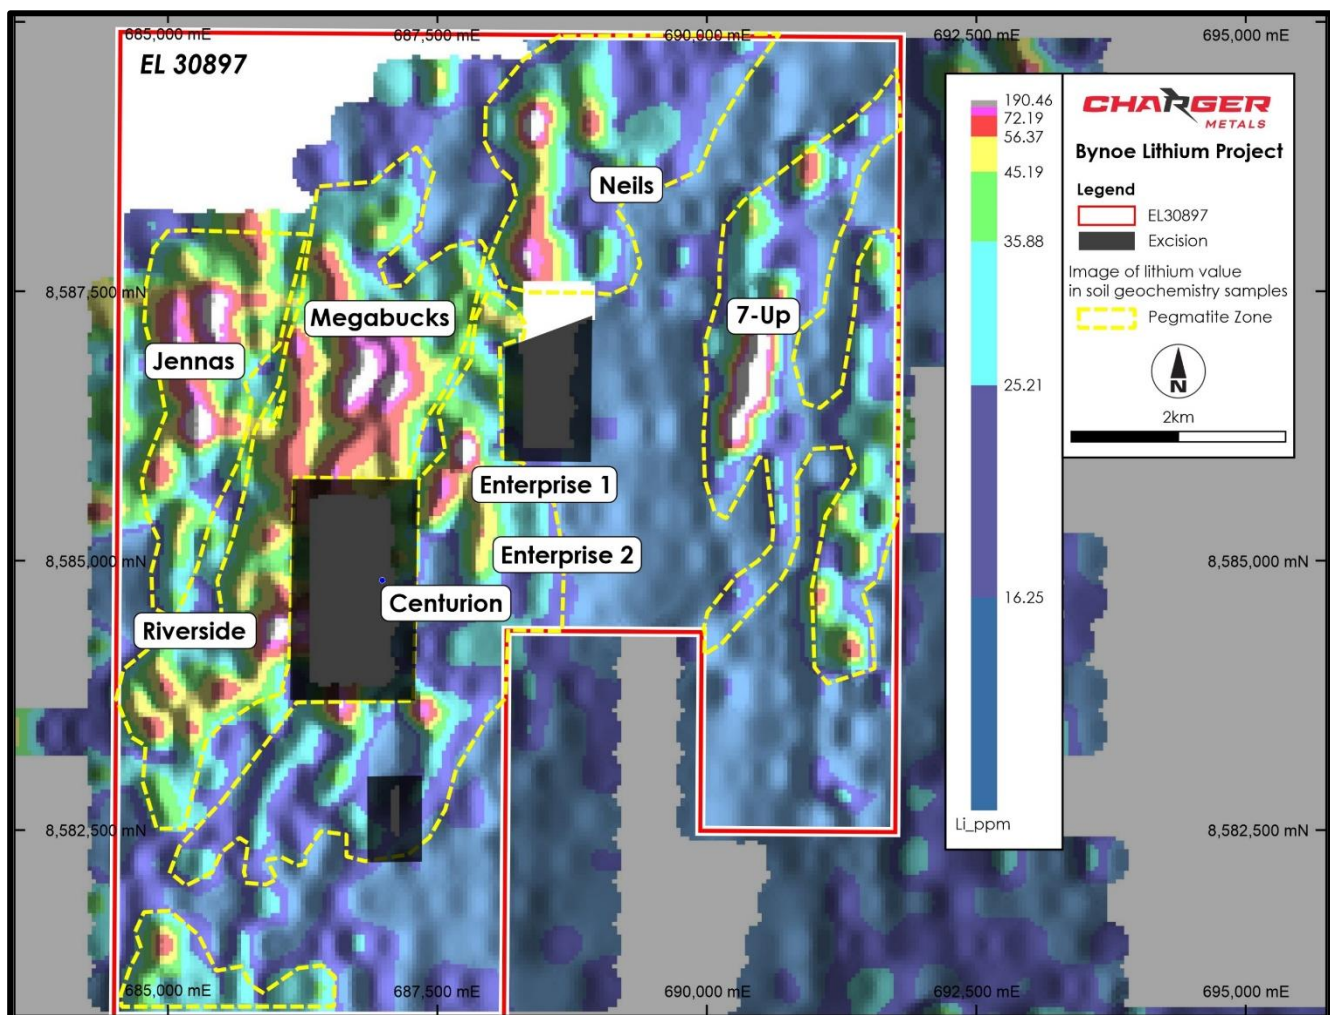 685,000 mE
687,500 mE
690,000 mE
692,500 mE
695,000 mE
EL 30897
CHARGER
METALS
Bynoe Lithium Project
Legend
EL30897
Excision
Image of lithium value
in soil geochemistry samples
Pegmatite Zone
N
2km
190.46
72.19
56.37
45.19
35.88
25.21
16.25
Li_ppm
Neils
8,587,500 mN
Megabucks
7-Up
Jennas
Enterprise 1
Enterprise 2
8,585,000 mN
8,585,000 mN
Centurion
Riverside
8,582,500 mN
8,582,500 mN
685,000 mE
687,500 mE
690,000 mE
692,500 mE
695,000 mE